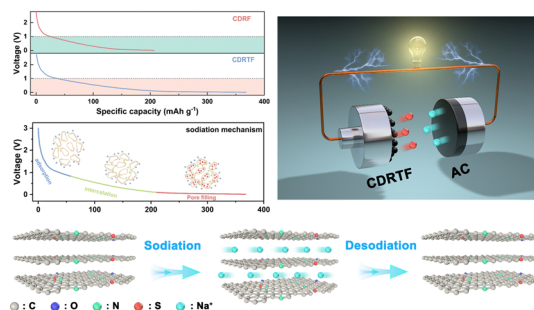 CDRF
CDRTF
Voltage (V)
3
2
1
0
3
2
1
0
0
100
200
300
400
Specific capacity (mAh g⁻¹)
sodiation mechanism
Voltage (V)
3
2
1
0
adsorption
intercalation
Pore filling
0
100
200
300
400
CDRTF
AC
Sodiation
Desodiation
: C
: O
: N
: S
: Na⁺